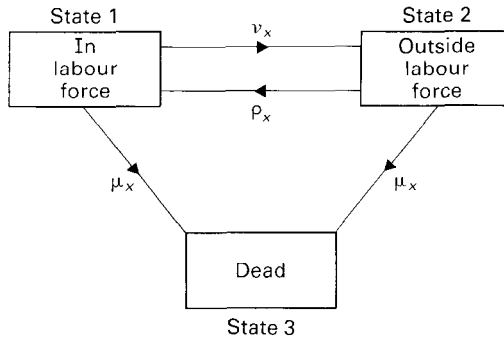 State 1
State 2
In
labour
force
ν_x
Outside
labour
force
ρ_x
μ_x
μ_x
Dead
State 3